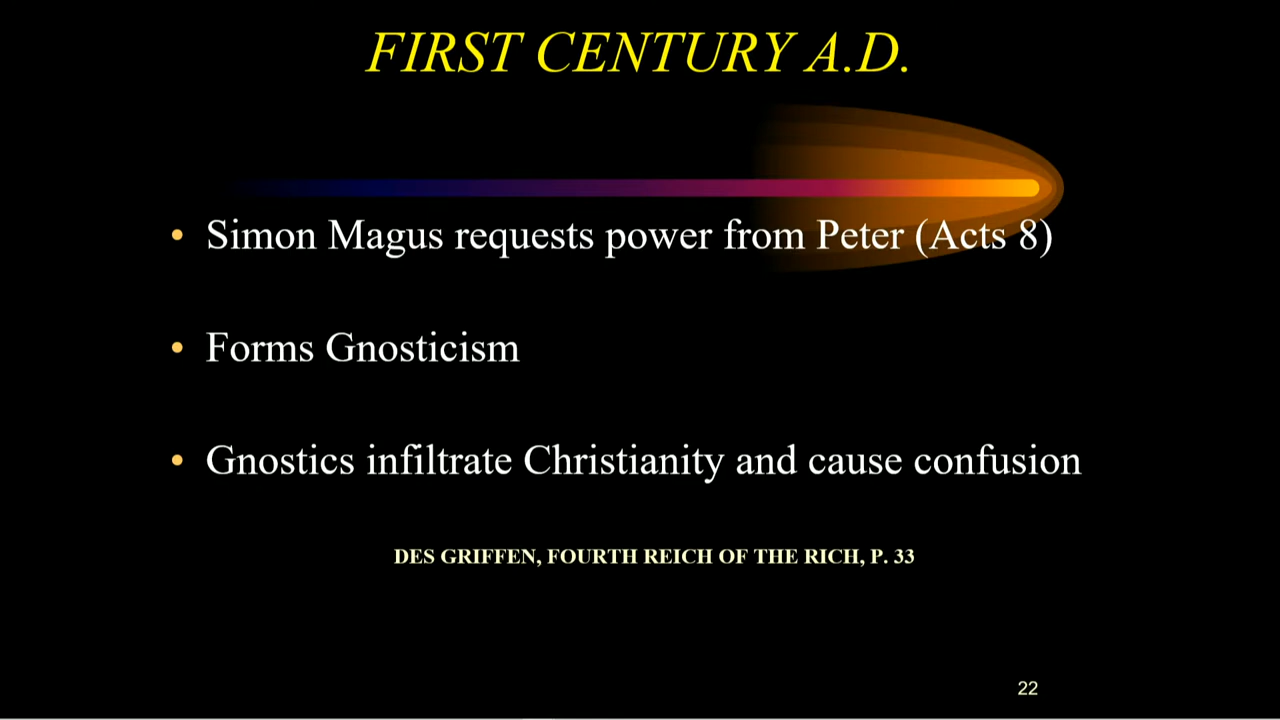 FIRST CENTURY A.D.
• Simon Magus requests power from Peter (Acts 8)
• Forms Gnosticism
• Gnostics infiltrate Christianity and cause confusion
DES GRIFFEN, FOURTH REICH OF THE RICH, P. 33
22